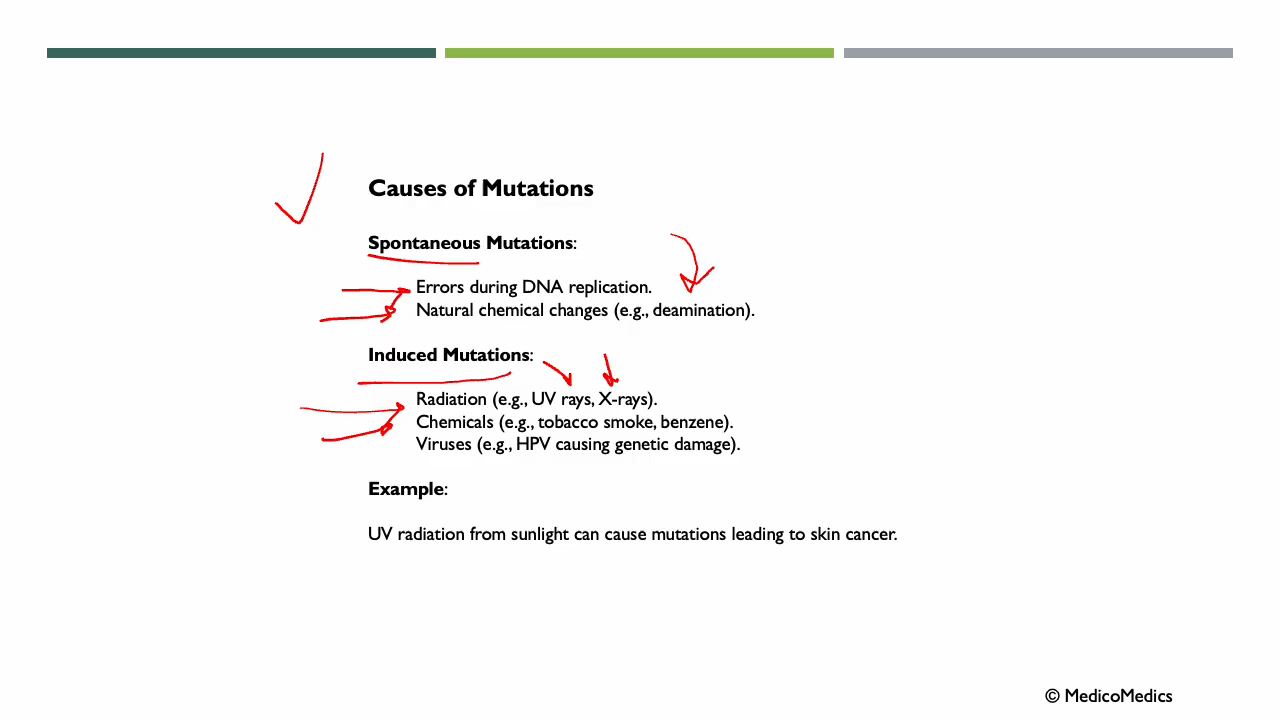 Causes of Mutations
Spontaneous Mutations:
Errors during DNA replication.
Natural chemical changes (e.g., deamination).
Induced Mutations:
Radiation (e.g., UV rays, X-rays).
Chemicals (e.g., tobacco smoke, benzene).
Viruses (e.g., HPV causing genetic damage).
Example:
UV radiation from sunlight can cause mutations leading to skin cancer.
© MedicoMedics